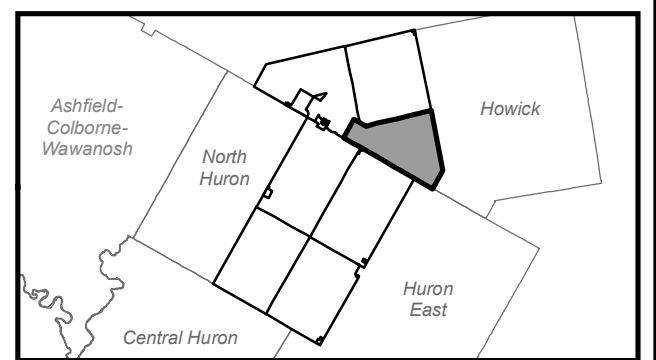 Ashfield-
Colborne-
Wawanosh
North
Huron
Howick
Huron
East
Central Huron